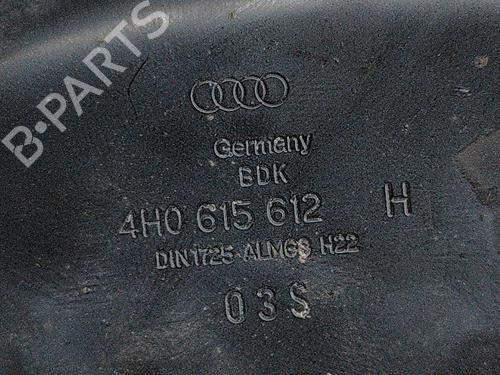 B-PARTS
Germany
BDK
4H0 615 612 H
DIN1725-ALMG3 H22
03S